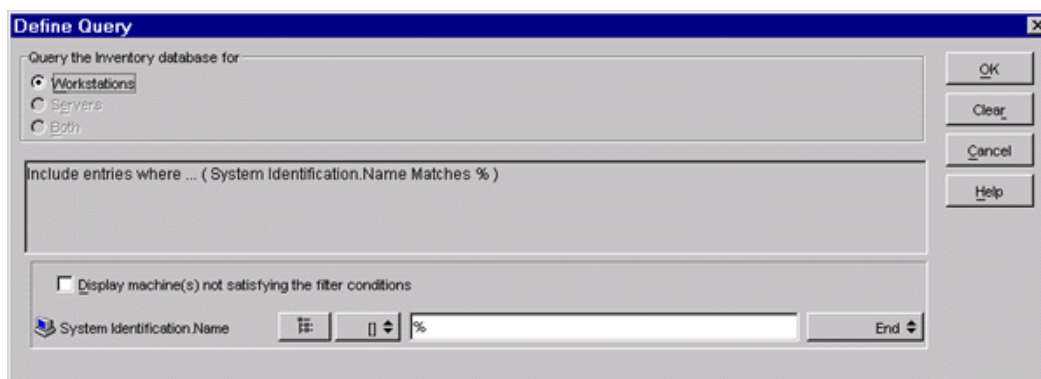 Define Query
Query the Inventory database for
Workstations
Servers
Both
OK
Clear
Cancel
Help
Include entries where ... ( System Identification.Name Matches % )
Display machine(s) not satisfying the filter conditions
System Identification.Name [] % End